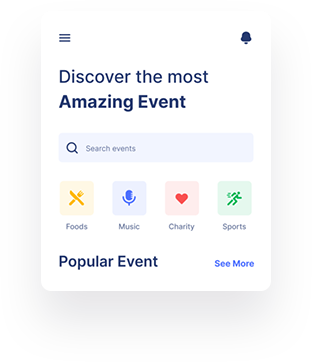 Discover the most
Amazing Event
Search events
Foods Music Charity Sports
Popular Event See More